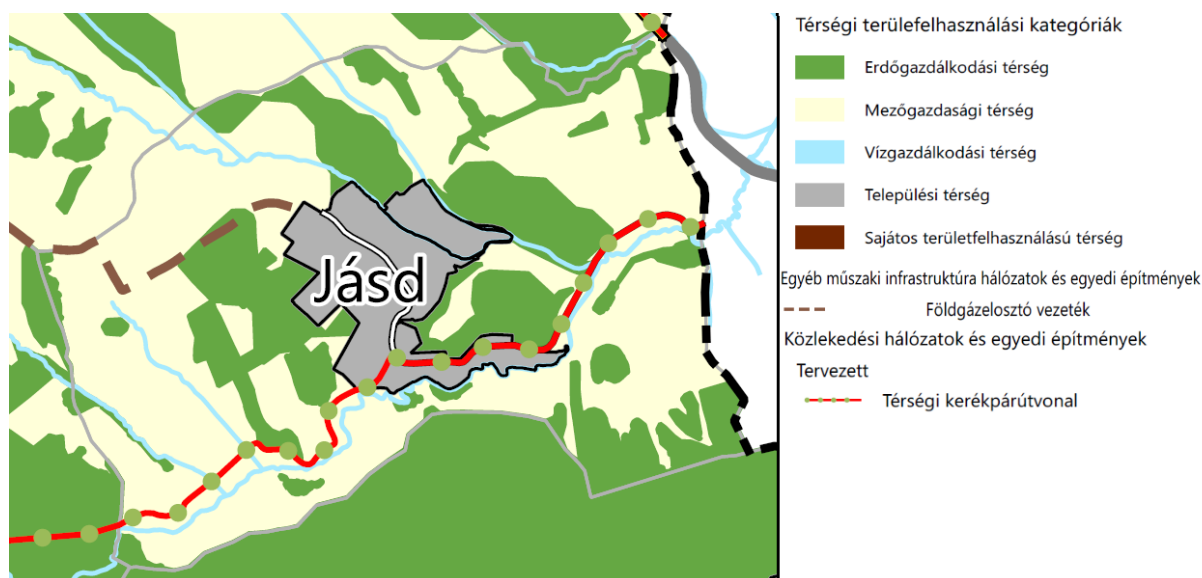 Jásd
Térségi terülefelhasználási kategóriák
Erdőgazdálkodási térség
Mezőgazdasági térség
Vízgazdálkodási térség
Települési térség
Sajátos területfelhasználású térség
Egyéb műszaki infrastruktúra hálózatok és egyedi építmények
Földgázelosztó vezeték
Közlekedési hálózatok és egyedi építmények
Tervezett
Térségi kerékpárútvonal